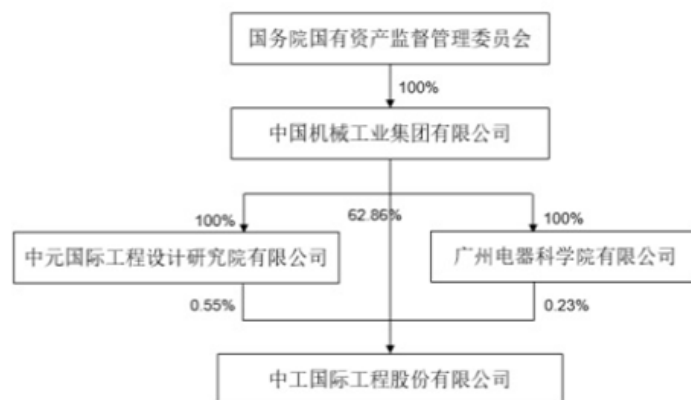 国务院国有资产监督管理委员会
100%
中国机械工业集团有限公司
100%
62.86%
100%
中元国际工程设计研究院有限公司
广州电器科学院有限公司
0.55%
0.23%
中工国际工程股份有限公司